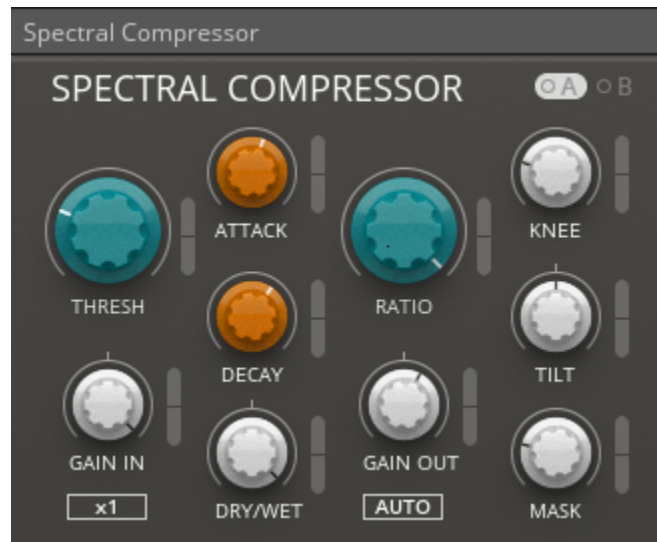 Spectral Compressor
SPECTRAL COMPRESSOR
A B
ATTACK
KNEE
THRESH
RATIO
DECAY
TILT
GAIN IN
GAIN OUT
x1
DRY/WET
AUTO
MASK